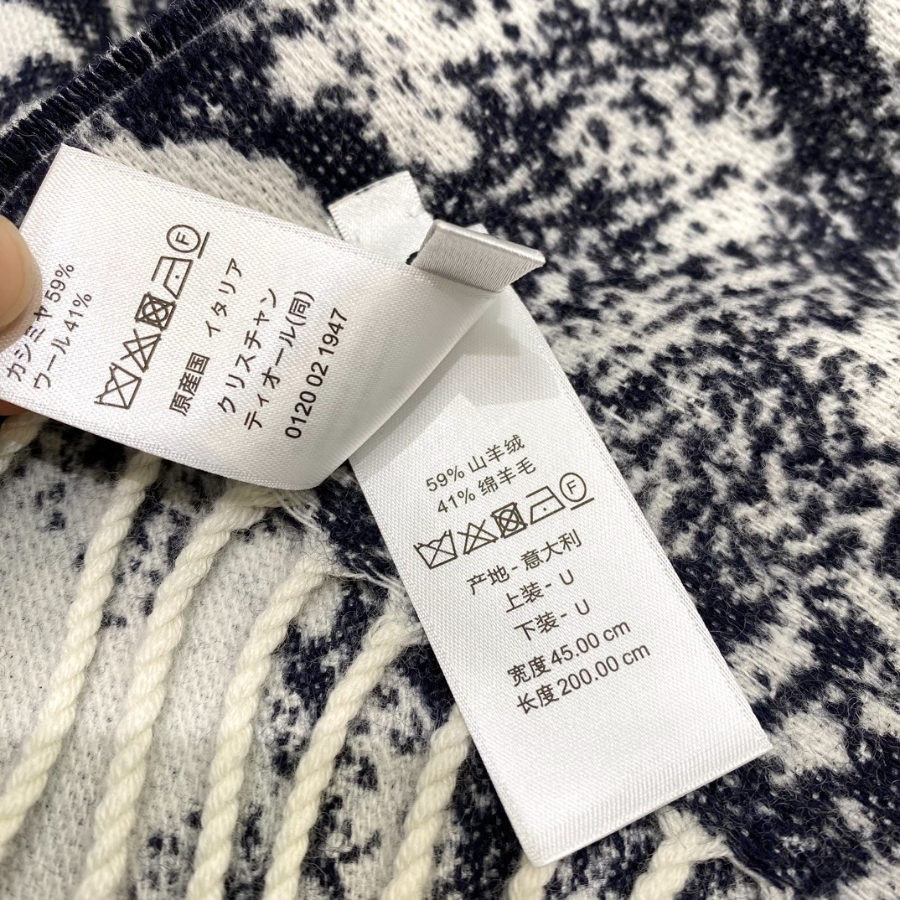 カシミヤ 59%
ウール 41%
F
原産国 イタリア
クリスチャン
ディオール(同)
0120 02 1947
59% 山羊绒
41% 绵羊毛
F
产地 - 意大利
上装 - U
下装 - U
宽度 45.00 cm
长度 200.00 cm